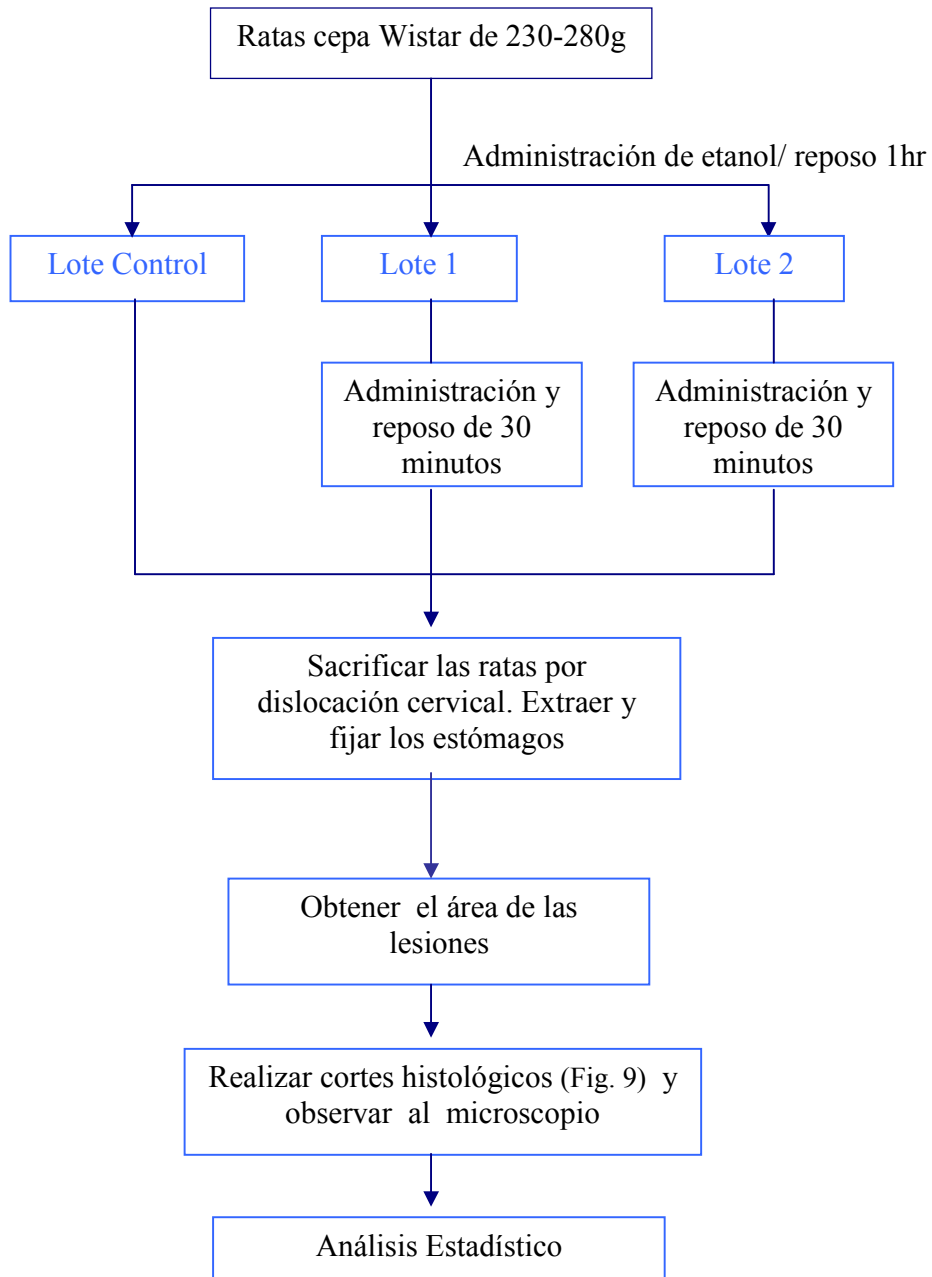 Ratas cepa Wistar de 230-280g
Administración de etanol/ reposo 1hr
Lote Control
Lote 1
Lote 2
Administración y
reposo de 30
minutos
Administración y
reposo de 30
minutos
Sacrificar las ratas por
dislocación cervical. Extraer y
fijar los estómagos
Obtener el área de las
lesiones
Realizar cortes histológicos (Fig. 9) y
observar al microscopio
Análisis Estadístico